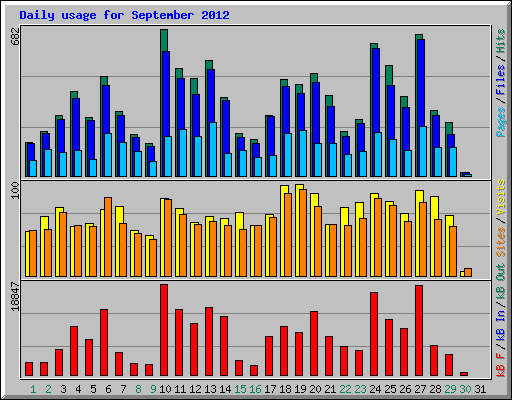 Daily usage for September 2012
682
Pages / Files / Hits
100
Sites / Visits
18847
kB F / kB In / kB Out
1 2 3 4 5 6 7 8 9 10 11 12 13 14 15 16 17 18 19 20 21 22 23 24 25 26 27 28 29 30 31